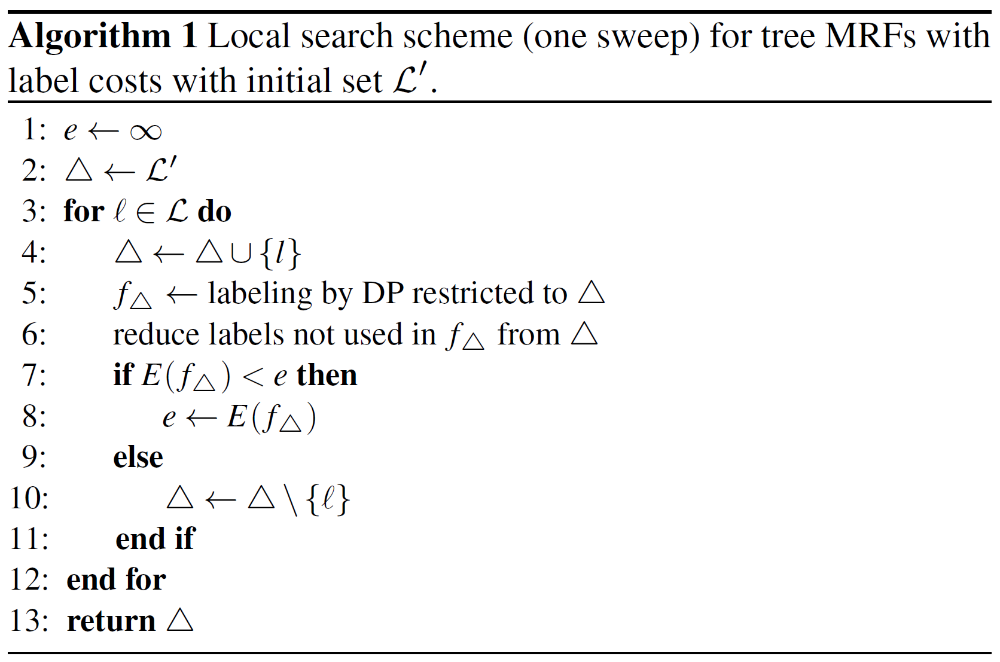 Algorithm 1 Local search scheme (one sweep) for tree MRFs with
label costs with initial set ℒ′.
1: e ← ∞
2: △ ← ℒ′
3: for ℓ ∈ ℒ do
4: △ ← △ ∪ {l}
5: f△ ← labeling by DP restricted to △
6: reduce labels not used in f△ from △
7: if E(f△) < e then
8: e ← E(f△)
9: else
10: △ ← △ \ {ℓ}
11: end if
12: end for
13: return △